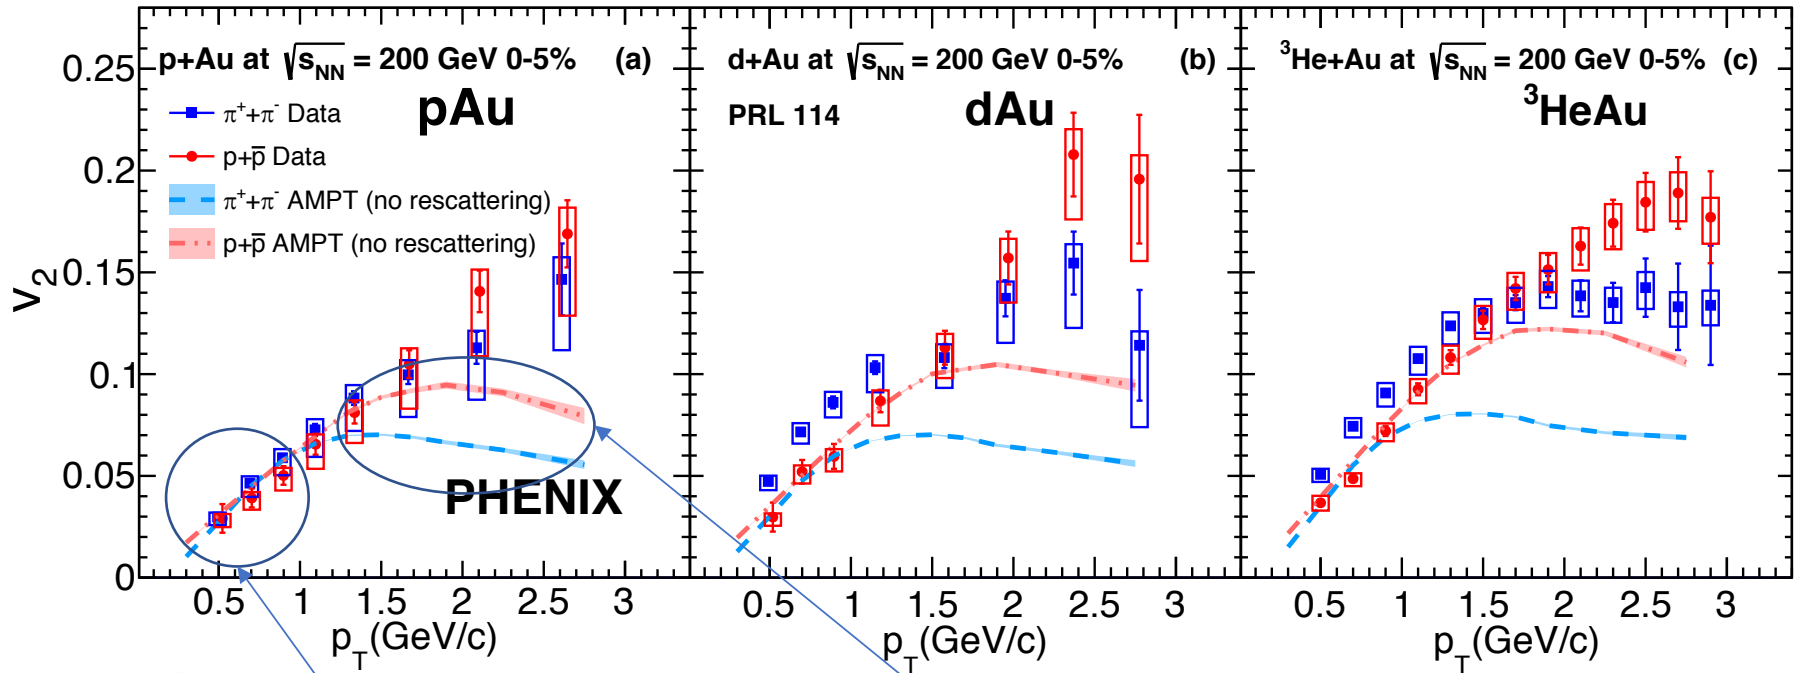 p+Au at √sNN = 200 GeV 0-5% (a)
pAu
π⁺+π⁻ Data
p+p̅ Data
π⁺+π⁻ AMPT (no rescattering)
p+p̅ AMPT (no rescattering)
PHENIX
d+Au at √sNN = 200 GeV 0-5% (b)
PRL 114 dAu
³He+Au at √sNN = 200 GeV 0-5% (c)
³HeAu
v₂
0.25
0.2
0.15
0.1
0.05
0
0.5 1 1.5 2 2.5 3
0.5 1 1.5 2 2.5 3
0.5 1 1.5 2 2.5 3
pT(GeV/c)
pT(GeV/c)
pT(GeV/c)